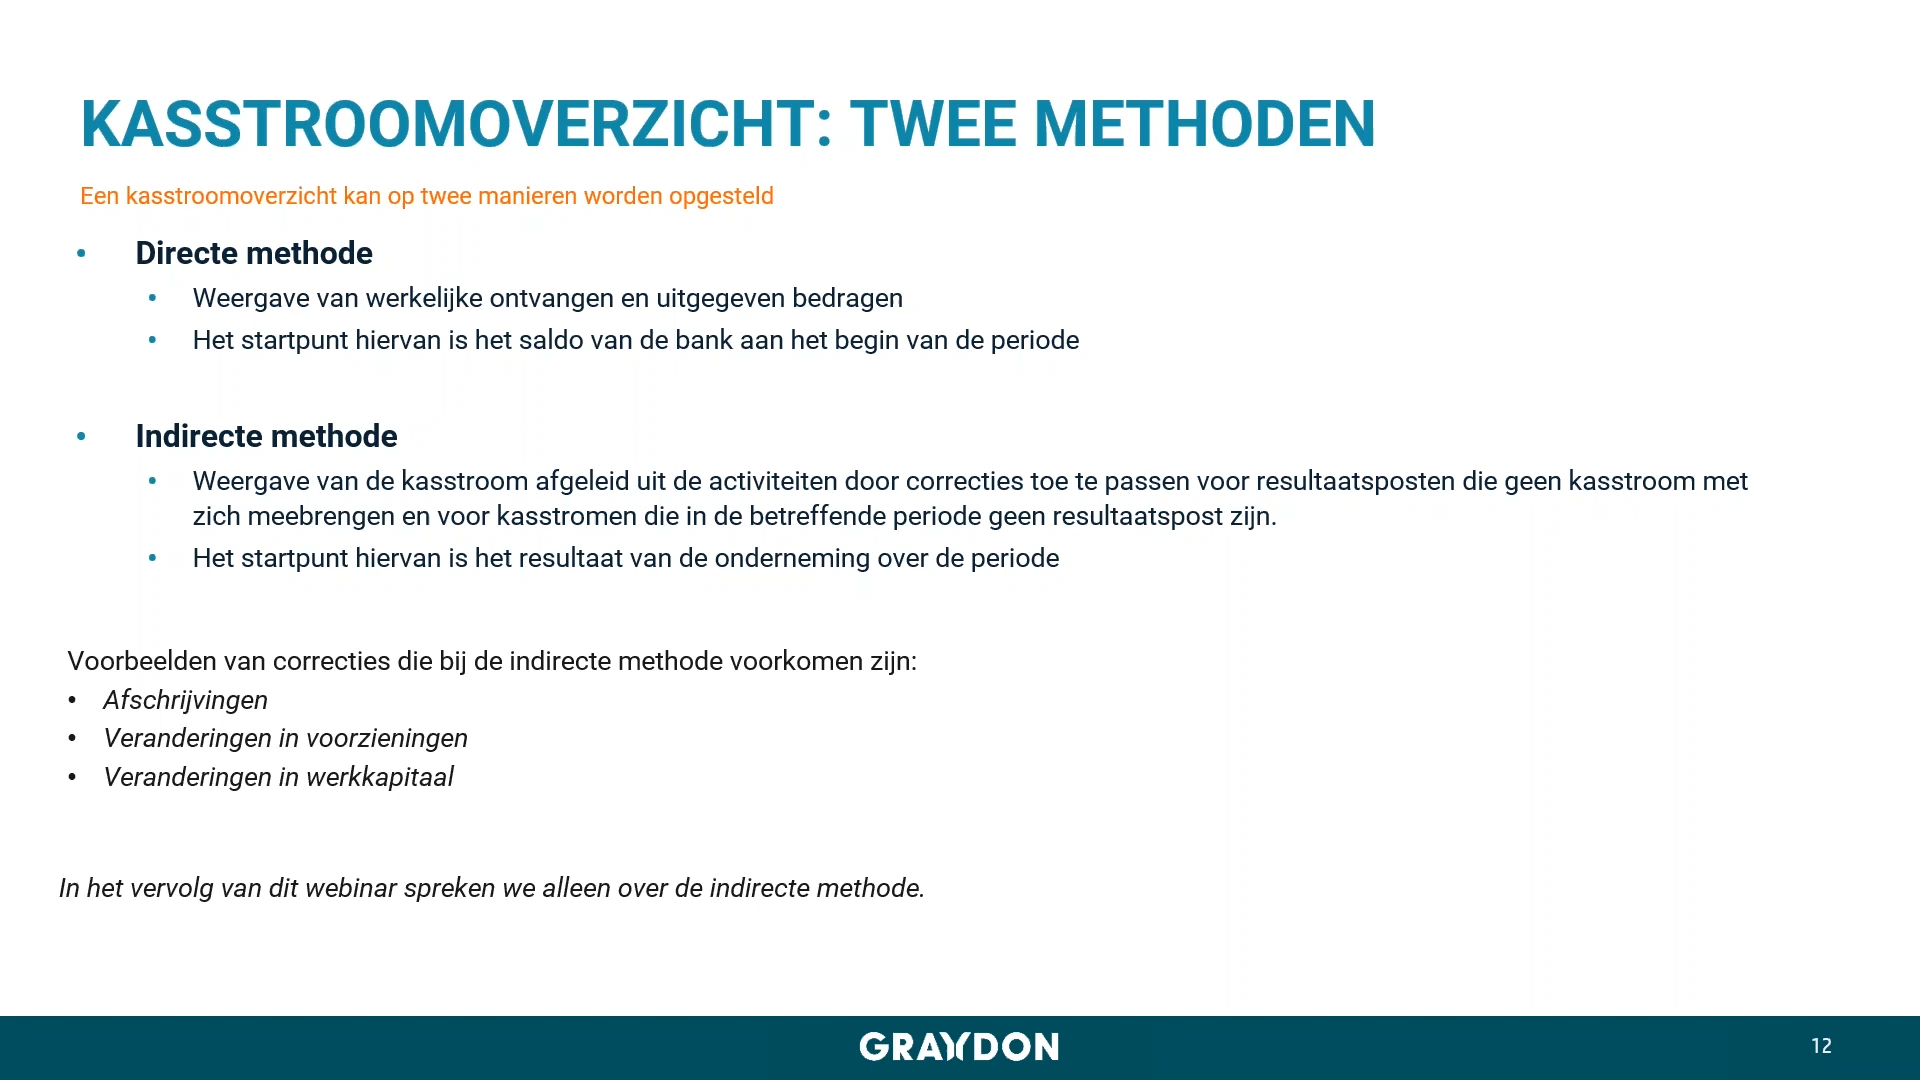 KASSTROOMOVERZICHT: TWEE METHODEN
Een kasstroomoverzicht kan op twee manieren worden opgesteld
• Directe methode
• Weergave van werkelijke ontvangen en uitgegeven bedragen
• Het startpunt hiervan is het saldo van de bank aan het begin van de periode
• Indirecte methode
• Weergave van de kasstroom afgeleid uit de activiteiten door correcties toe te passen voor resultaatsposten die geen kasstroom met
zich meebrengen en voor kasstromen die in de betreffende periode geen resultaatspost zijn.
• Het startpunt hiervan is het resultaat van de onderneming over de periode
Voorbeelden van correcties die bij de indirecte methode voorkomen zijn:
• Afschrijvingen
• Veranderingen in voorzieningen
• Veranderingen in werkkapitaal
In het vervolg van dit webinar spreken we alleen over de indirecte methode.
GRAYDON
12